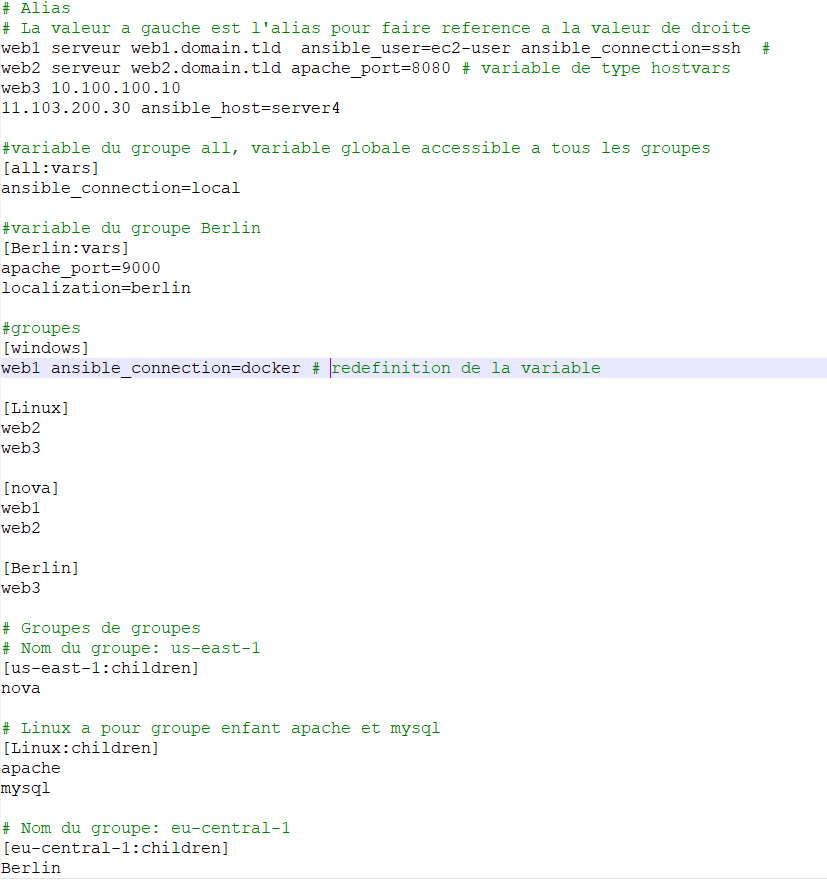 # Alias
# La valeur a gauche est l'alias pour faire reference a la valeur de droite
web1 serveur web1.domain.tld  ansible_user=ec2-user ansible_connection=ssh  #
web2 serveur web2.domain.tld apache_port=8080 # variable de type hostvars
web3 10.100.100.10
11.103.200.30 ansible_host=server4

#variable du groupe all, variable globale accessible a tous les groupes
[all:vars]
ansible_connection=local

#variable du groupe Berlin
[Berlin:vars]
apache_port=9000
localization=berlin

#groupes
[windows]
web1 ansible_connection=docker # redefinition de la variable

[Linux]
web2
web3

[nova]
web1
web2

[Berlin]
web3

# Groupes de groupes
# Nom du groupe: us-east-1
[us-east-1:children]
nova

# Linux a pour groupe enfant apache et mysql
[Linux:children]
apache
mysql

# Nom du groupe: eu-central-1
[eu-central-1:children]
Berlin